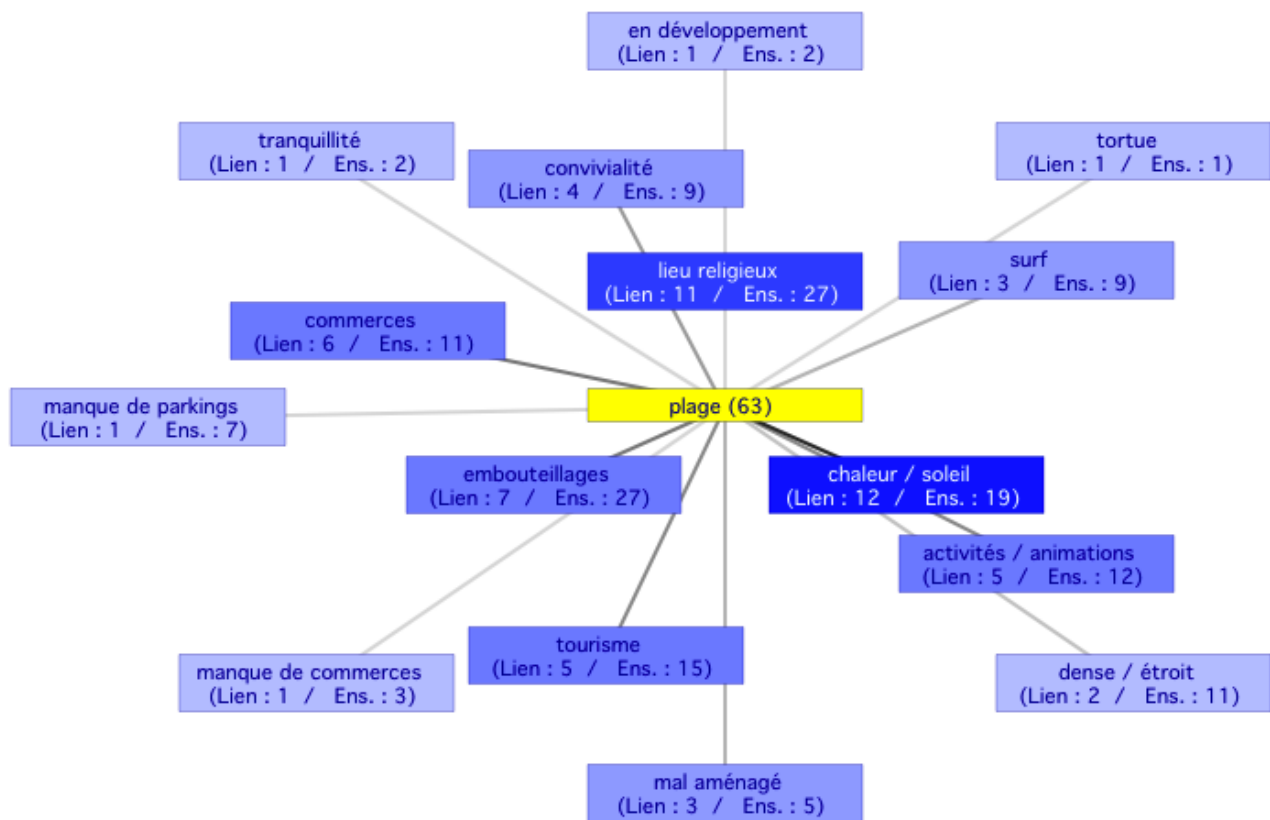 en développement
(Lien : 1 / Ens. : 2)
tranquillité
(Lien : 1 / Ens. : 2)
tortue
(Lien : 1 / Ens. : 1)
convivialité
(Lien : 4 / Ens. : 9)
surf
(Lien : 3 / Ens. : 9)
lieu religieux
(Lien : 11 / Ens. : 27)
commerces
(Lien : 6 / Ens. : 11)
manque de parkings
(Lien : 1 / Ens. : 7)
plage (63)
embouteillages
(Lien : 7 / Ens. : 27)
chaleur / soleil
(Lien : 12 / Ens. : 19)
activités / animations
(Lien : 5 / Ens. : 12)
tourisme
(Lien : 5 / Ens. : 15)
manque de commerces
(Lien : 1 / Ens. : 3)
dense / étroit
(Lien : 2 / Ens. : 11)
mal aménagé
(Lien : 3 / Ens. : 5)